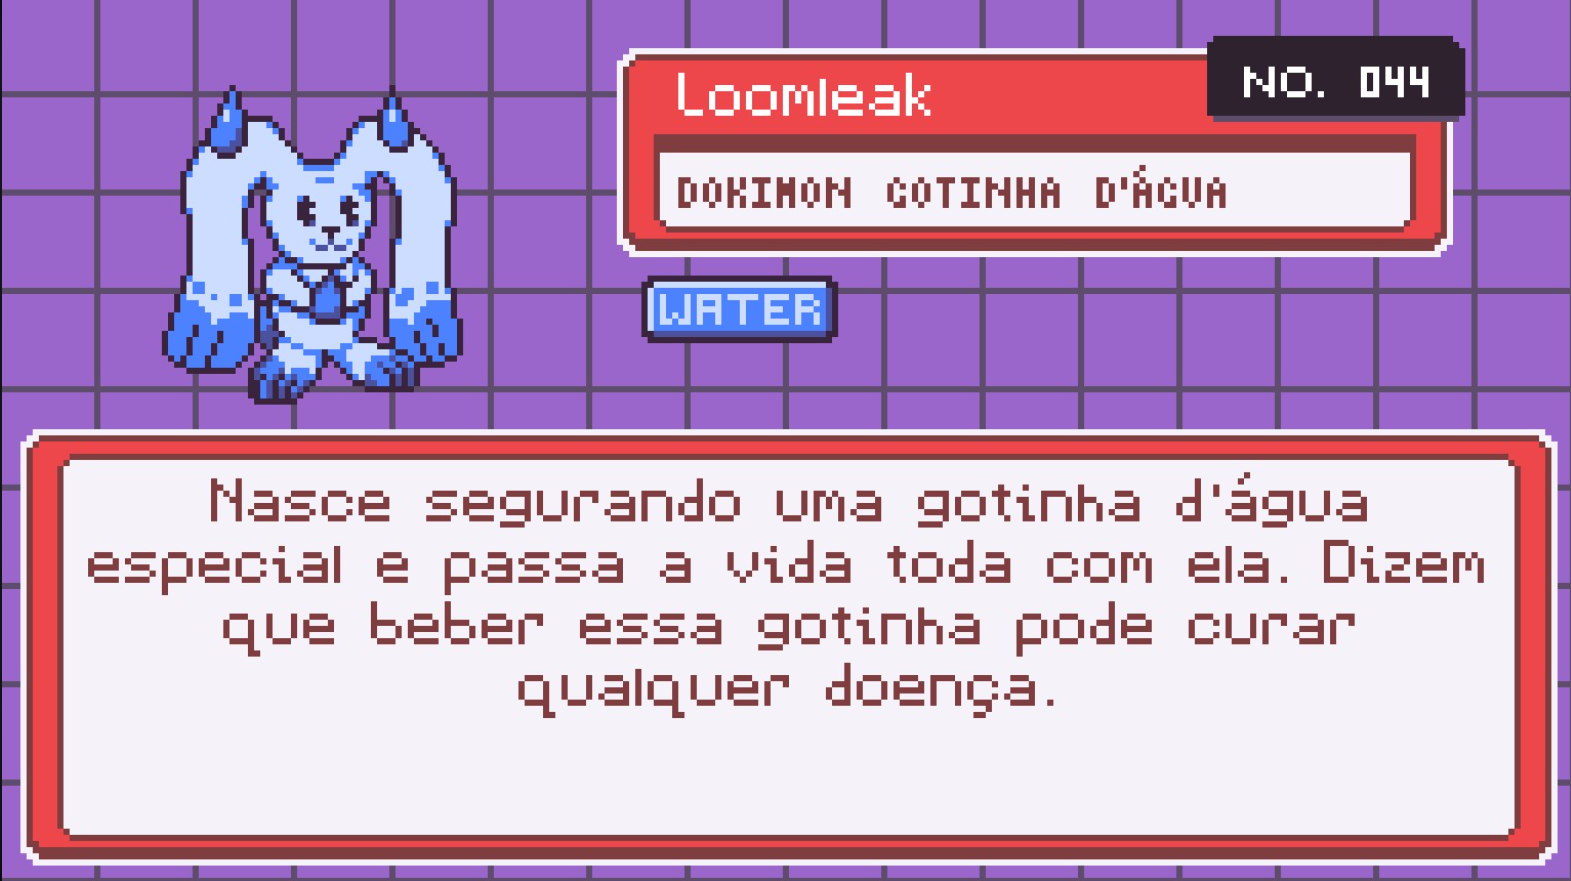 Loomleak
NO. 044
DOKIMON GOTINHA D'ÁGUA
WATER
Nasce segurando uma gotinha d'água
especial e passa a vida toda com ela. Dizem
que beber essa gotinha pode curar
qualquer doença.